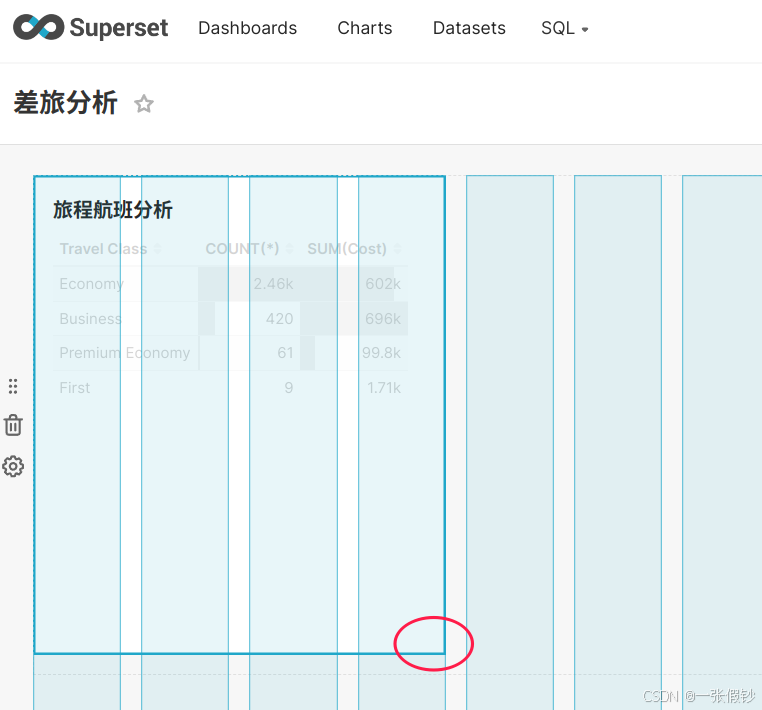 Superset Dashboards Charts Datasets SQL
差旅分析
旅程航班分析
Travel Class COUNT(*) SUM(Cost)
Economy 2.46k 602k
Business 420 696k
Premium Economy 61 99.8k
First 9 1.71k
CSDN @一张假钞